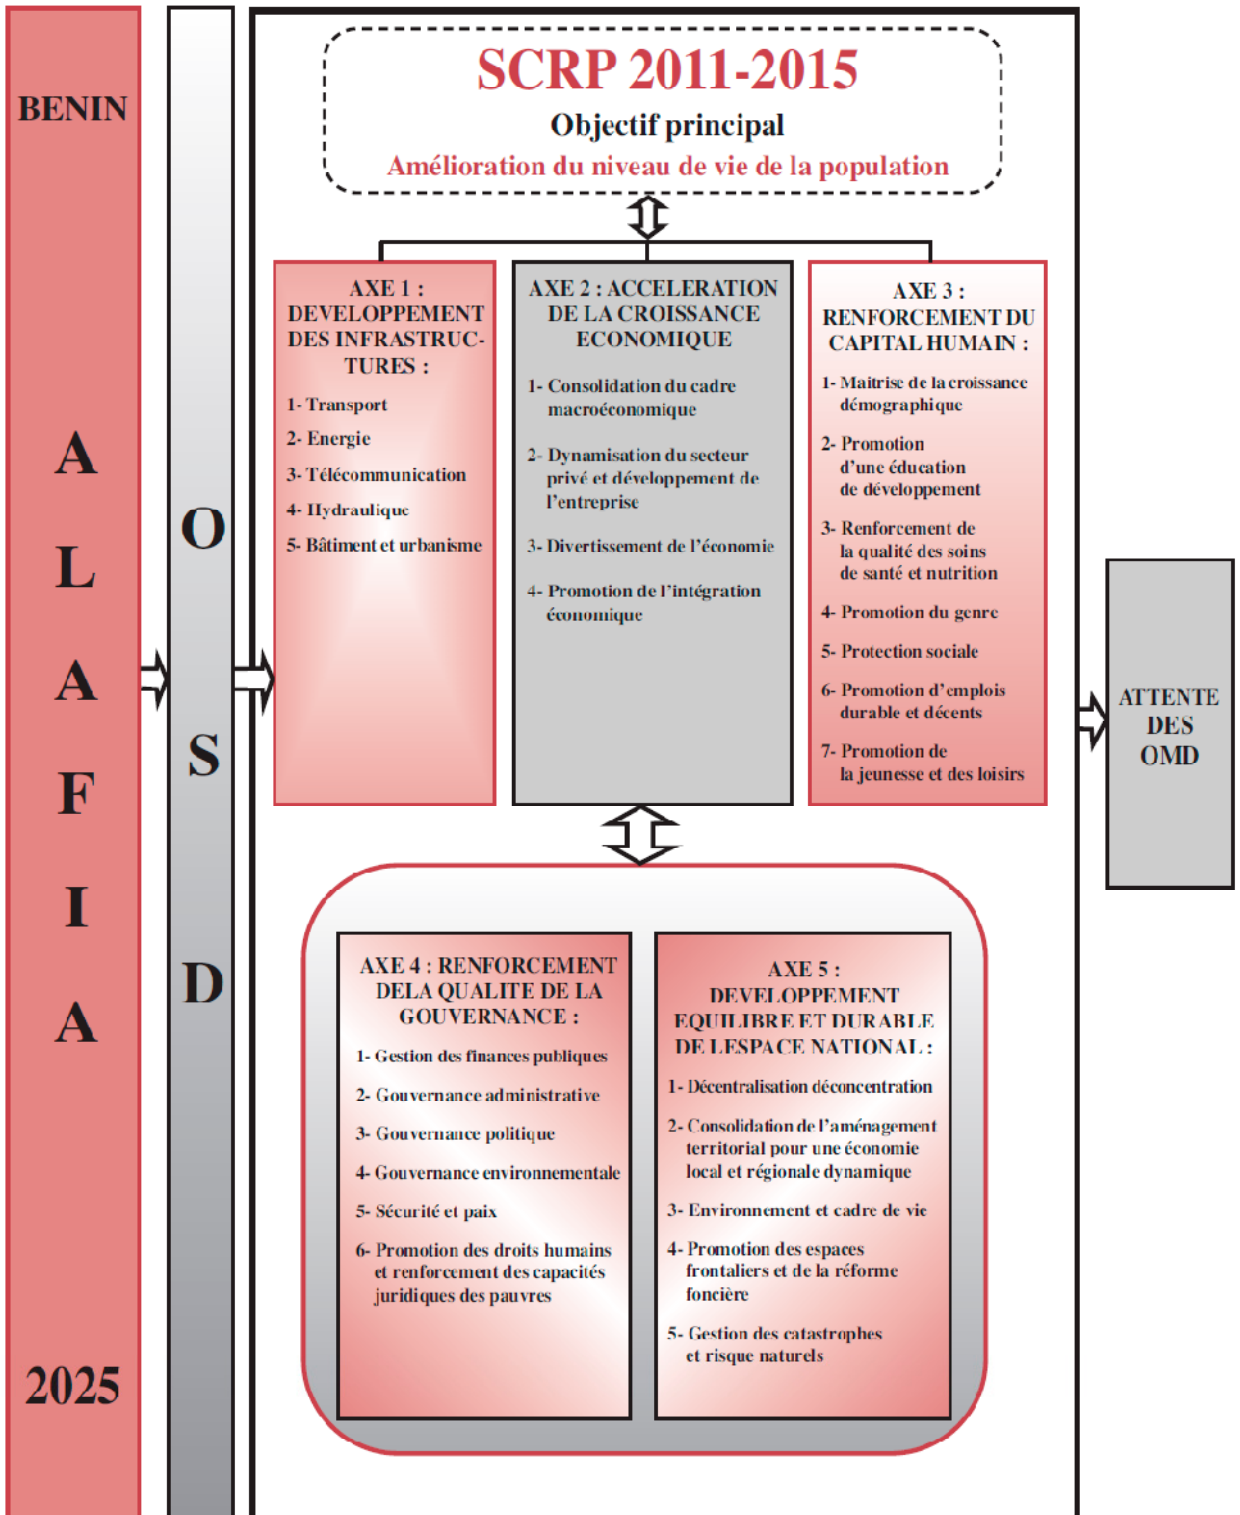 BENIN
A
L
A
F
I
A
2025
O
S
D
SCRP 2011-2015
Objectif principal
Amélioration du niveau de vie de la population
AXE 1 :
DEVELOPPEMENT
DES INFRASTRUC-
TURES :
1- Transport
2- Energie
3- Télécommunication
4- Hydraulique
5- Bâtiment et urbanisme
AXE 2 : ACCELERATION
DE LA CROISSANCE
ECONOMIQUE
1- Consolidation du cadre
macroéconomique
2- Dynamisation du secteur
privé et développement de
l’entreprise
3- Divertissement de l’économie
4- Promotion de l’intégration
économique
AXE 3 :
RENFORCEMENT DU
CAPITAL HUMAIN :
1- Maitrise de la croissance
démographique
2- Promotion
d’une éducation
de développement
3- Renforcement de
la qualité des soins
de santé et nutrition
4- Promotion du genre
5- Protection sociale
6- Promotion d’emplois
durable et décents
7- Promotion de
la jeunesse et des loisirs
AXE 4 : RENFORCEMENT
DELA QUALITE DE LA
GOUVERNANCE :
1- Gestion des finances publiques
2- Gouvernance administrative
3- Gouvernance politique
4- Gouvernance environnementale
5- Sécurité et paix
6- Promotion des droits humains
et renforcement des capacités
juridiques des pauvres
AXE 5 :
DEVELOPPEMENT
EQUILIBRE ET DURABLE
DE LESPACE NATIONAL :
1- Décentralisation déconcentration
2- Consolidation de l’aménagement
territorial pour une économie
local et régionale dynamique
3- Environnement et cadre de vie
4- Promotion des espaces
frontaliers et de la réforme
foncière
5- Gestion des catastrophes
et risque naturels
ATTENTE
DES
OMD